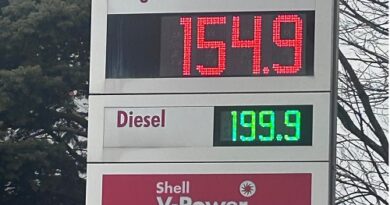 154.9
Diesel 199.9
Shell
V-Power